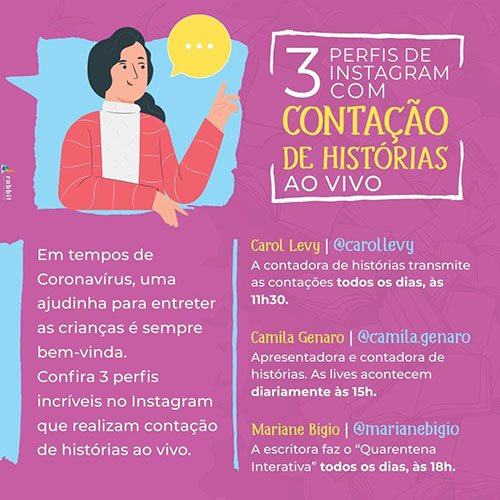 3 PERFIS DE
INSTAGRAM
COM
CONTAÇÃO
DE HISTÓRIAS
AO VIVO
rabbit
Em tempos de
Coronavírus, uma
ajudinha para entreter
as crianças é sempre
bem-vinda.
Confira 3 perfis
incríveis no Instagram
que realizam contação
de histórias ao vivo.
Carol Levy | @carollevy
A contadora de histórias transmite
as contações todos os dias, às
11h30.
Camila Genaro | @camila.genaro
Apresentadora e contadora de
histórias. As lives acontecem
diariamente às 15h.
Mariane Bigio | @marianebigio
A escritora faz o “Quarentena
Interativa” todos os dias, às 18h.